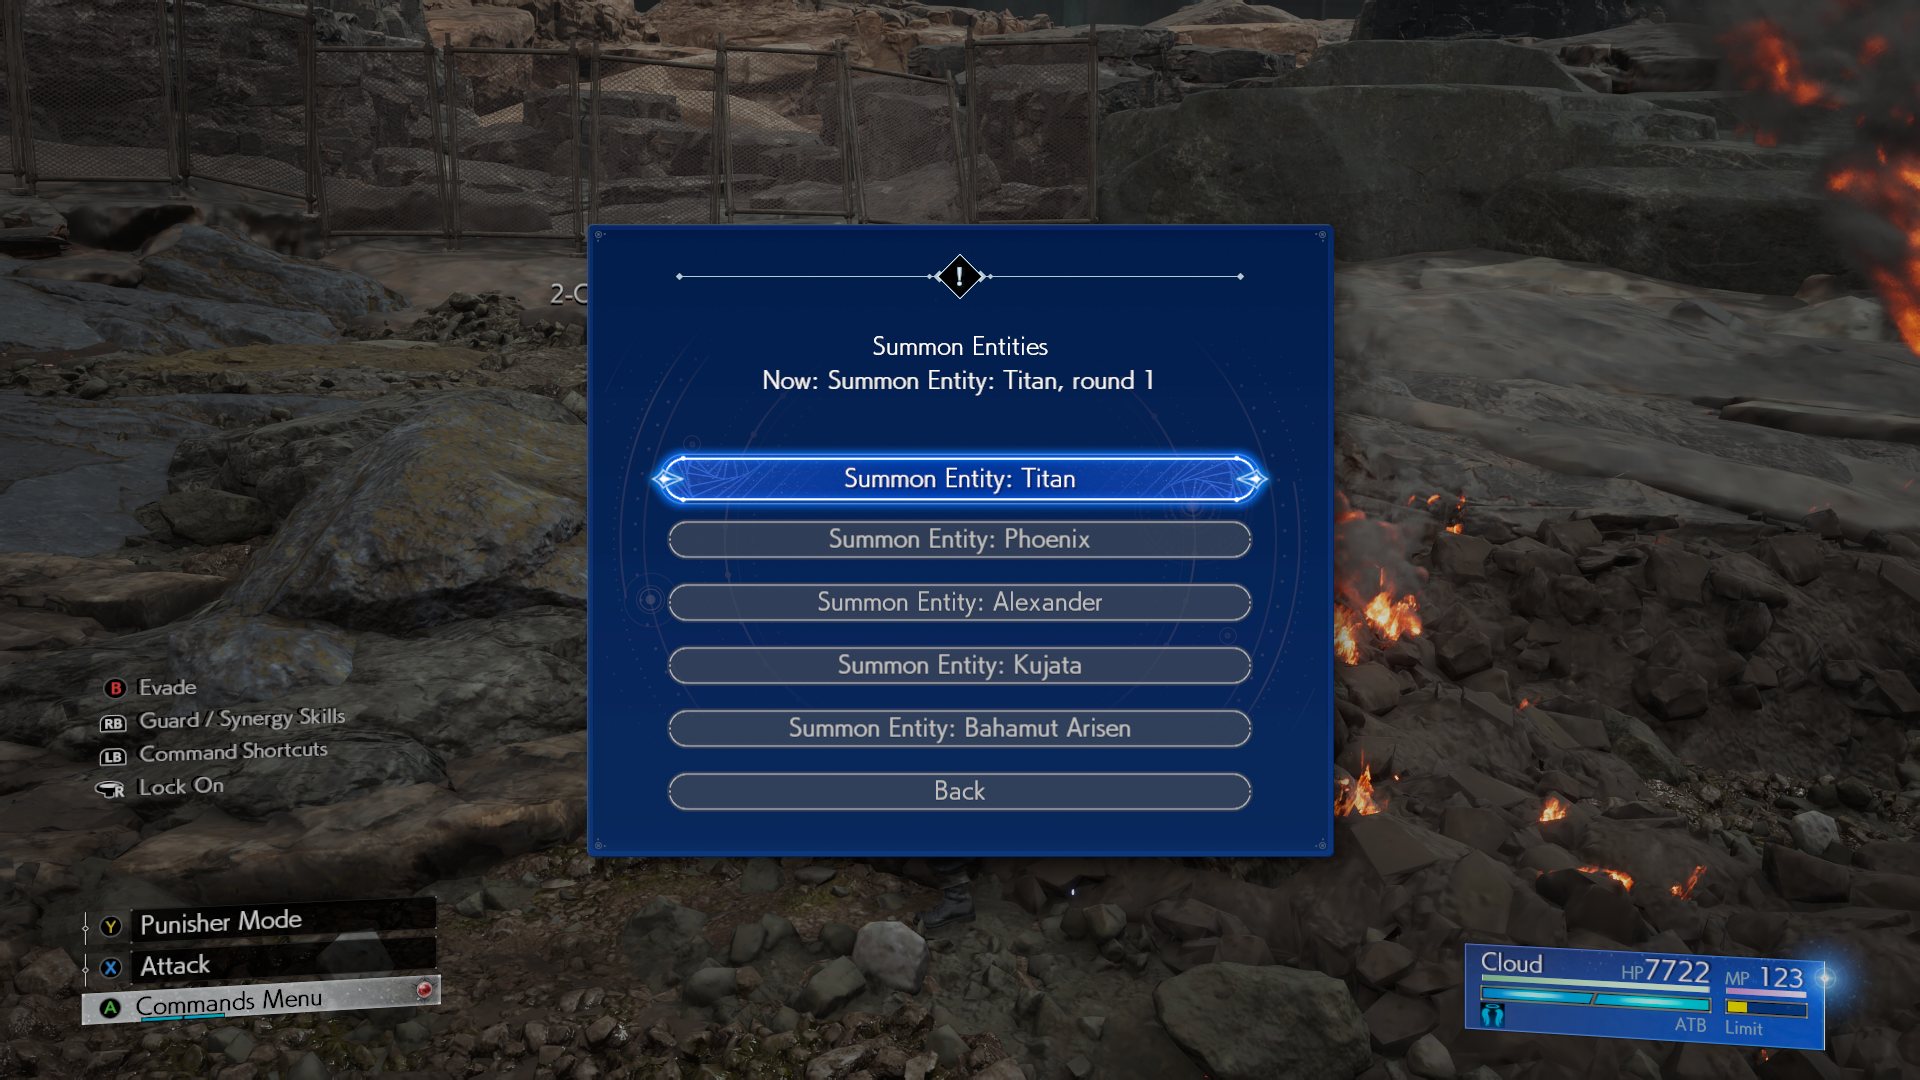 2-C
!
Summon Entities
Now: Summon Entity: Titan, round 1
Summon Entity: Titan
Summon Entity: Phoenix
Summon Entity: Alexander
Summon Entity: Kujata
Summon Entity: Bahamut Arisen
Back
B Evade
RB Guard / Synergy Skills
LB Command Shortcuts
R Lock On
Y Punisher Mode
X Attack
A Commands Menu
Cloud HP7722 MP 123
ATB Limit